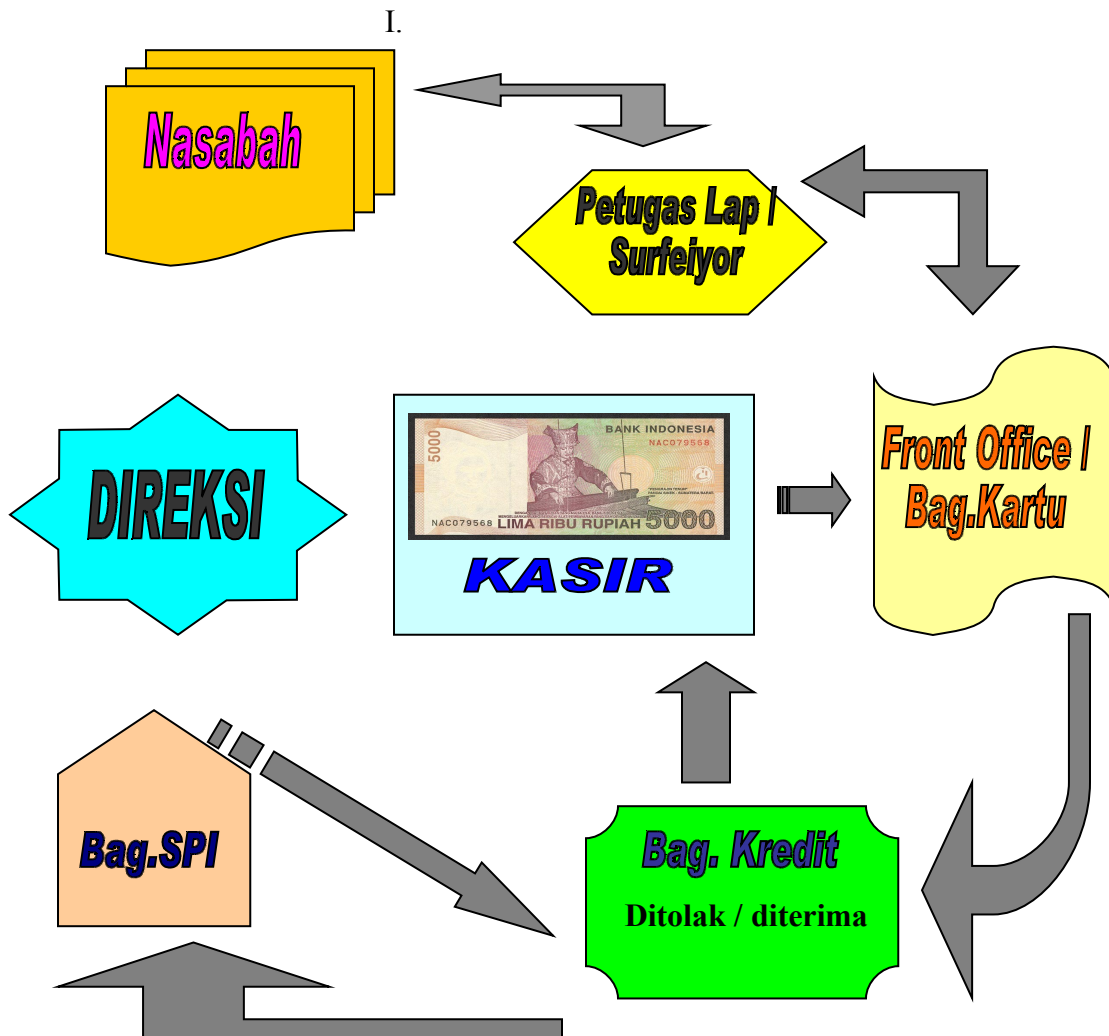 I.
Nasabah
Petugas Lap /
Surfeiyor
DIREKSI
5000
BANK INDONESIA
NAC079568
NAC079568
LIMA RIBU RUPIAH 5000
KASIR
Front Office /
Bag.Kartu
Bag.SPI
Bag. Kredit
Ditolak / diterima